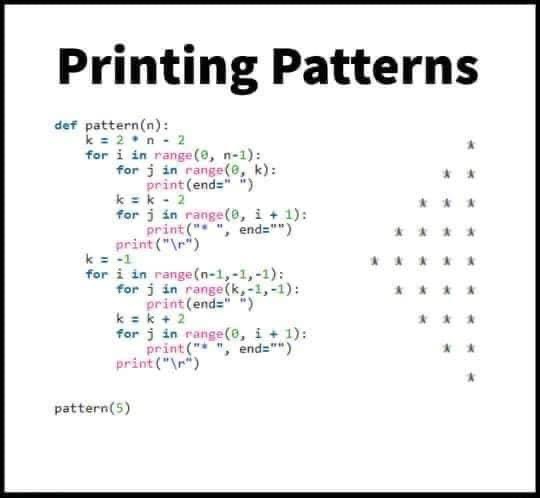 Printing Patterns
def pattern(n):
    k = 2 * n - 2
    for i in range(0, n-1):
        for j in range(0, k):
            print(end=" ")
        k = k - 2
        for j in range(0, i + 1):
            print("* ", end="")
        print("\r")
    k = -1
    for i in range(n-1,-1,-1):
        for j in range(k,-1,-1):
            print(end=" ")
        k = k + 2
        for j in range(0, i + 1):
            print("* ", end="")
        print("\r")
pattern(5)
*
* *
* * *
* * * *
* * * * *
* * * *
* * *
* *
*